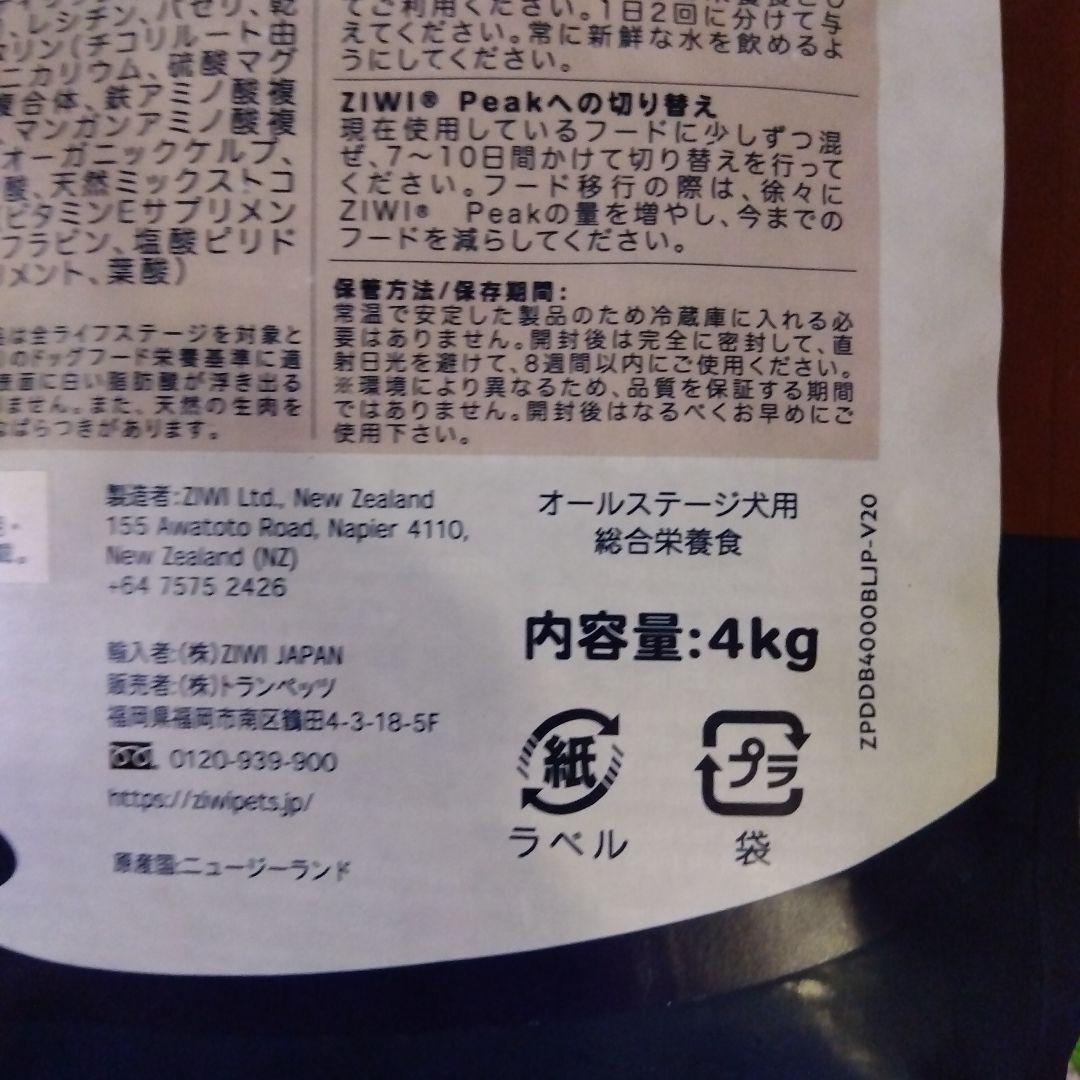 レシチン、パセリ、乾
リン(チコリルート由
ニカリウム、硫酸マグ
複合体、鉄アミノ酸複
マンガンアミノ酸複
オーガニックケルプ、
酸、天然ミックストコ
ビタミンEサプリメン
フラビン、塩酸ピリド
メント、葉酸)
は全ライフステージを対象と
のドッグフード栄養基準に適
表面に白い脂肪酸が浮き出る
ません。また、天然の生肉を
ばらつきがあります。
てご利用ください。1日2回に分けて与
えてください。常に新鮮な水を飲めるよ
うにしてください。
ZIWI® Peakへの切り替え
現在使用しているフードに少しずつ混
ぜ、7〜10日間かけて切り替えを行って
ください。フード移行の際は、徐々に
ZIWI® Peakの量を増やし、今までの
フードを減らしてください。
保管方法/保存期間:
常温で安定した製品のため冷蔵庫に入れる必
要はありません。開封後は完全に密封して、直
射日光を避けて、8週間以内にご使用ください。
※環境により異なるため、品質を保証する期間
ではありません。開封後はなるべくお早めにご
使用下さい。
製造者:ZIWI Ltd., New Zealand
155 Awatoto Road, Napier 4110,
New Zealand (NZ)
+64 7575 2426
輸入者:(株)ZIWI JAPAN
販売者:(株)トランペッツ
福岡県福岡市南区鶴田4-3-18-5F
0120-939-900
https://ziwipets.jp/
原産国:ニュージーランド
オールステージ犬用
総合栄養食
内容量:4kg
紙
ラベル
プラ
袋
ZPDDB4000BLJP-V20